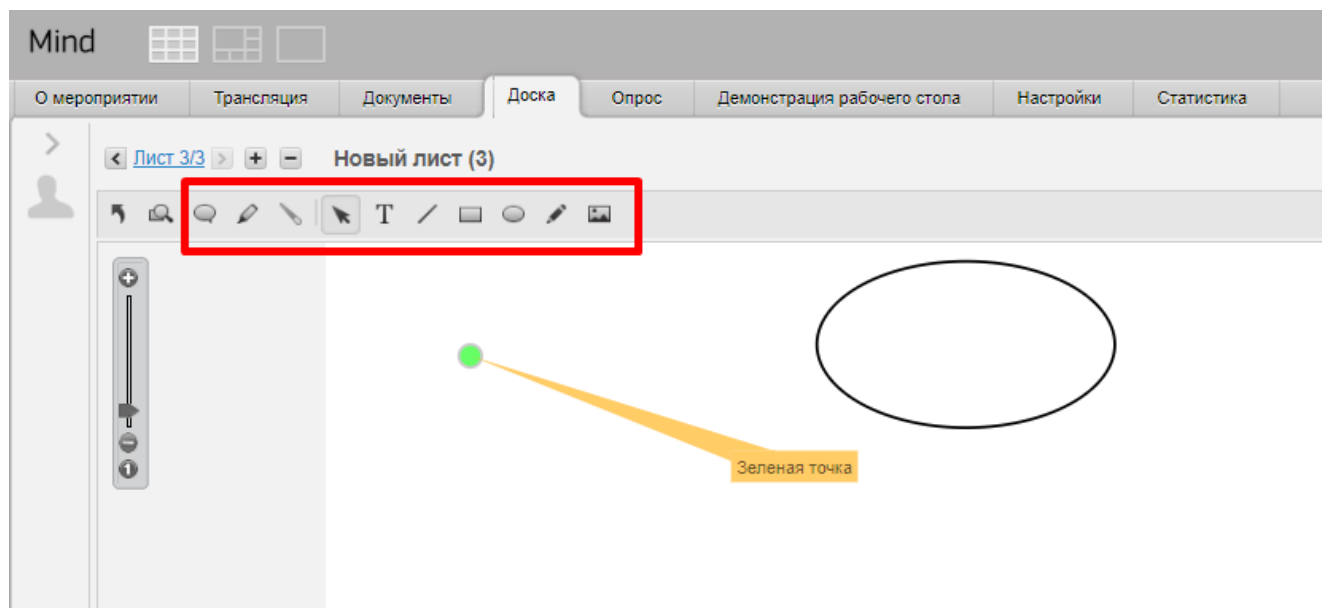 Mind
О мероприятии Трансляция Документы Доска Опрос Демонстрация рабочего стола Настройки Статистика
Лист 3/3 Новый лист (3)
T
1
Зеленая точка